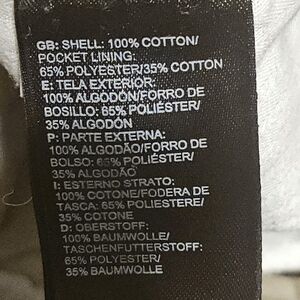 GB: SHELL: 100% COTTON/
POCKET LINING:
65% POLYESTER/35% COTTON
E: TELA EXTERIOR:
100% ALGODÓN/FORRO DE
BOSILLO: 65% POLIÉSTER/
35% ALGODÓN
P: PARTE EXTERNA:
100% ALGODÃO/FORRO DE
BOLSO: 65% POLIÉSTER/
35% ALGODÃO
I: ESTERNO STRATO:
100% COTONE/FODERA DE
TASCA: 65% POLIESTERE/
35% COTONE
D: OBERSTOFF:
100% BAUMWOLLE/
TASCHENFUTTERSTOFF:
65% POLYESTER/
35% BAUMWOLLE